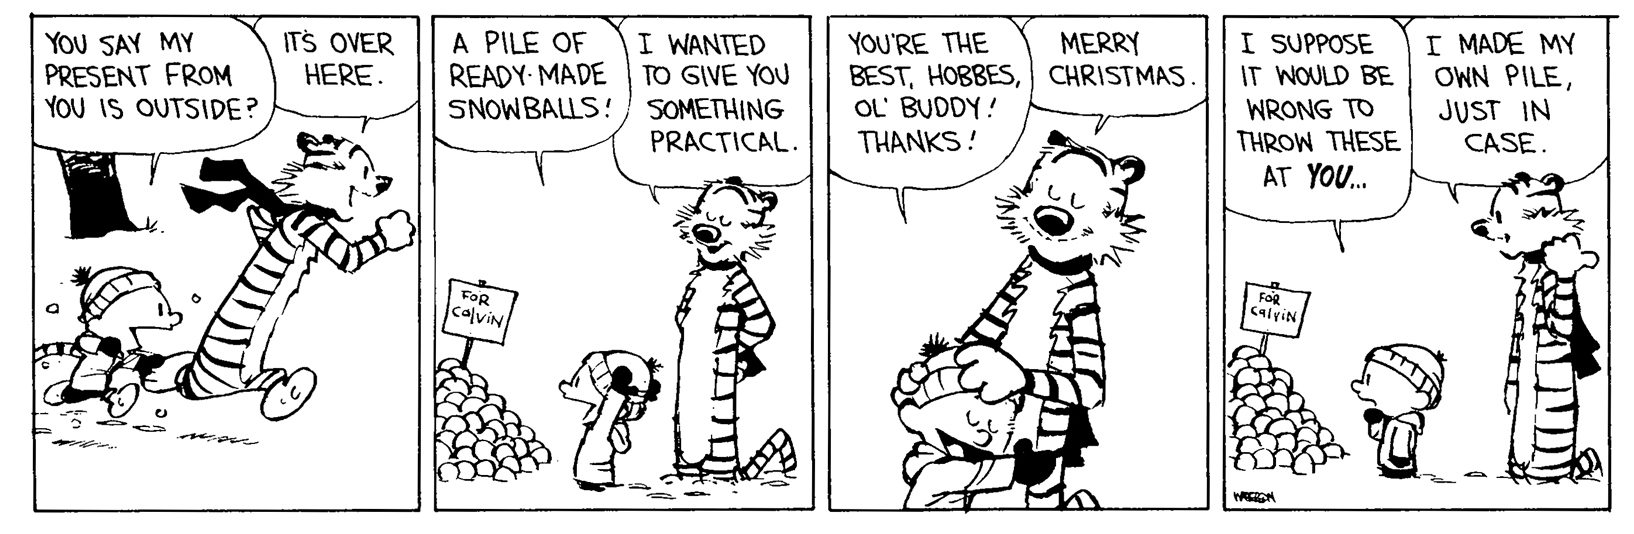 YOU SAY MY
PRESENT FROM
YOU IS OUTSIDE?
IT'S OVER
HERE.
A PILE OF
READY-MADE
SNOWBALLS!
I WANTED
TO GIVE YOU
SOMETHING
PRACTICAL.
FOR
CalviN
YOU'RE THE
BEST, HOBBES,
OL' BUDDY!
THANKS!
MERRY
CHRISTMAS.
I SUPPOSE
IT WOULD BE
WRONG TO
THROW THESE
AT YOU...
I MADE MY
OWN PILE,
JUST IN
CASE.
FOR
CalviN
WATTERSON